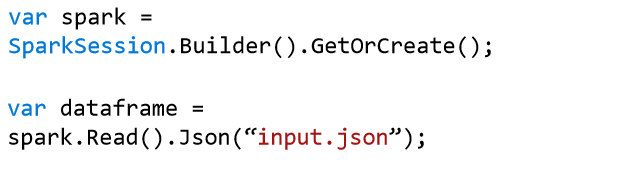 var spark =
SparkSession.Builder().GetOrCreate();
var dataframe =
spark.Read().Json(“input.json”);